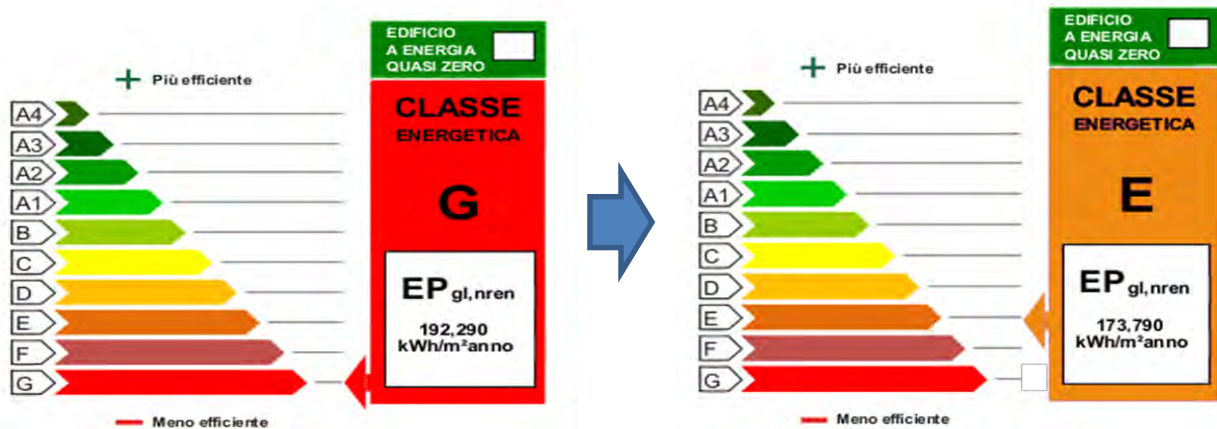 EDIFICIO
A ENERGIA
QUASI ZERO
Più efficiente
CLASSE
ENERGETICA
G
EP gl,nren
192,290
kWh/m²anno
A4
A3
A2
A1
B
C
D
E
F
G
Meno efficiente
EDIFICIO
A ENERGIA
QUASI ZERO
Più efficiente
CLASSE
ENERGETICA
E
EP gl,nren
173,790
kWh/m²anno
A4
A3
A2
A1
B
C
D
E
F
G
Meno efficiente